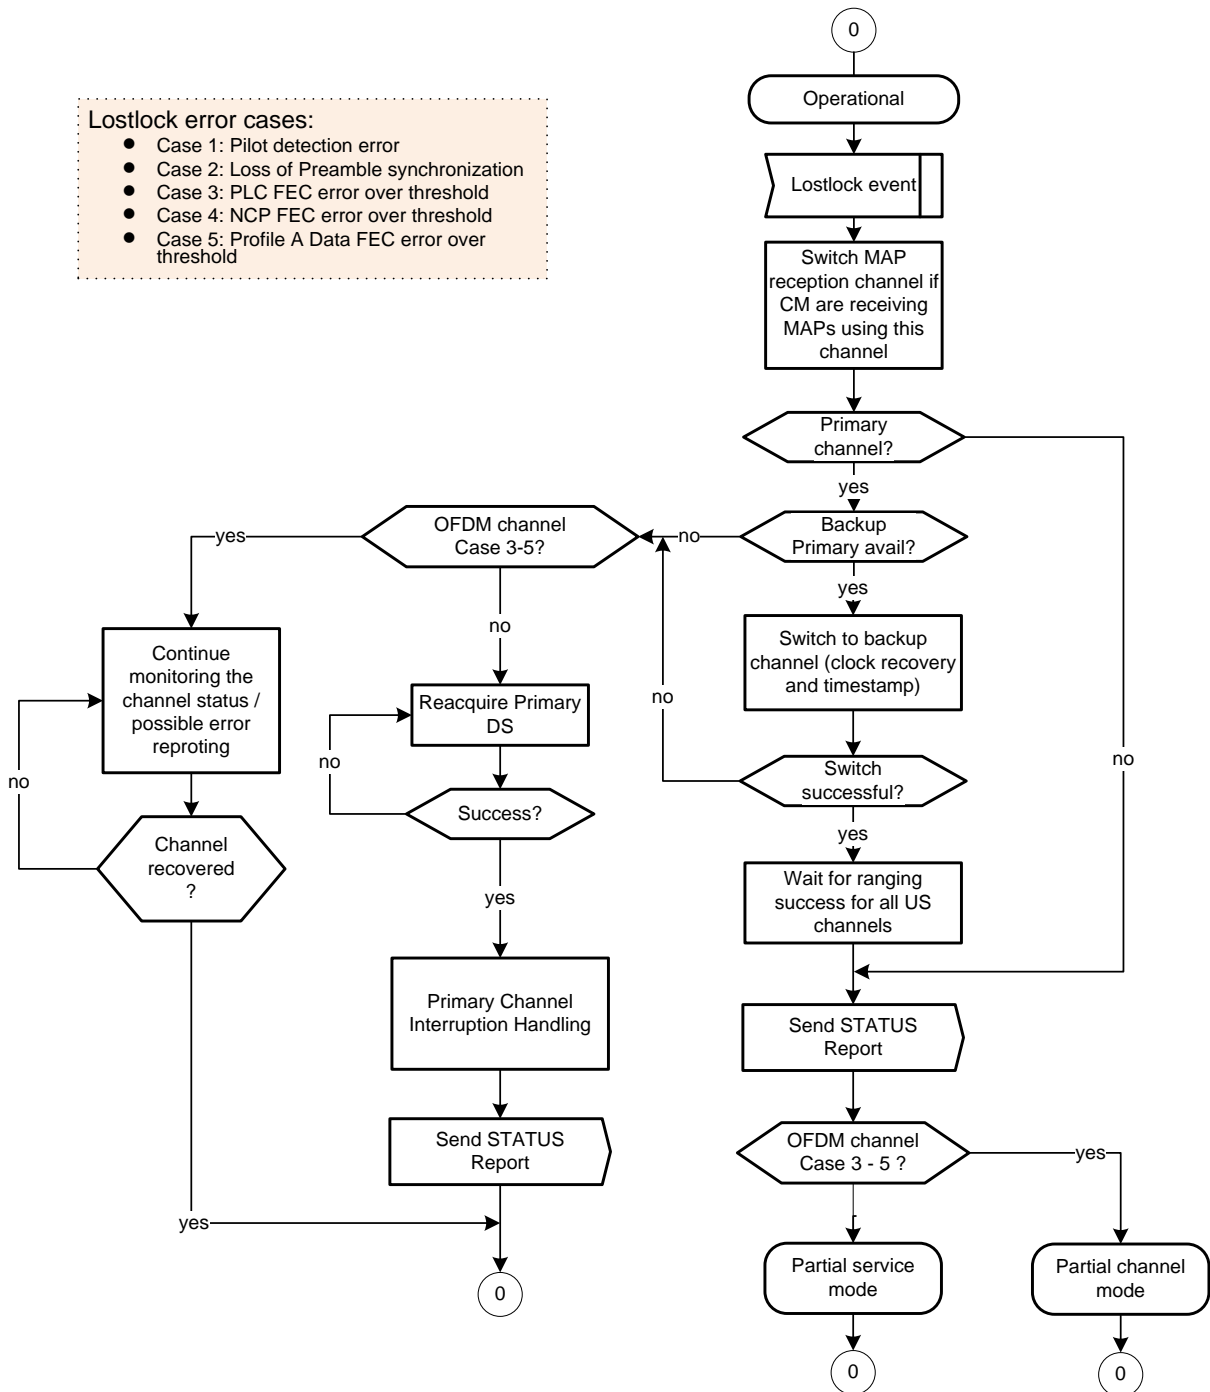 0
Operational
Lostlock error cases:
● Case 1: Pilot detection error
● Case 2: Loss of Preamble synchronization
● Case 3: PLC FEC error over threshold
● Case 4: NCP FEC error over threshold
● Case 5: Profile A Data FEC error over
threshold
Lostlock event
Switch MAP
reception channel if
CM are receiving
MAPs using this
channel
Primary
channel?
yes
no
Backup
Primary avail?
no
yes
OFDM channel
Case 3-5?
yes
no
Switch to backup
channel (clock recovery
and timestamp)
no
Switch
successful?
yes
Continue
monitoring the
channel status /
possible error
reproting
no
Channel
recovered
?
yes
Reacquire Primary
DS
no
Success?
yes
Wait for ranging
success for all US
channels
Primary Channel
Interruption Handling
Send STATUS
Report
Send STATUS
Report
OFDM channel
Case 3 - 5 ?
yes
0
Partial service
mode
Partial channel
mode
0
0